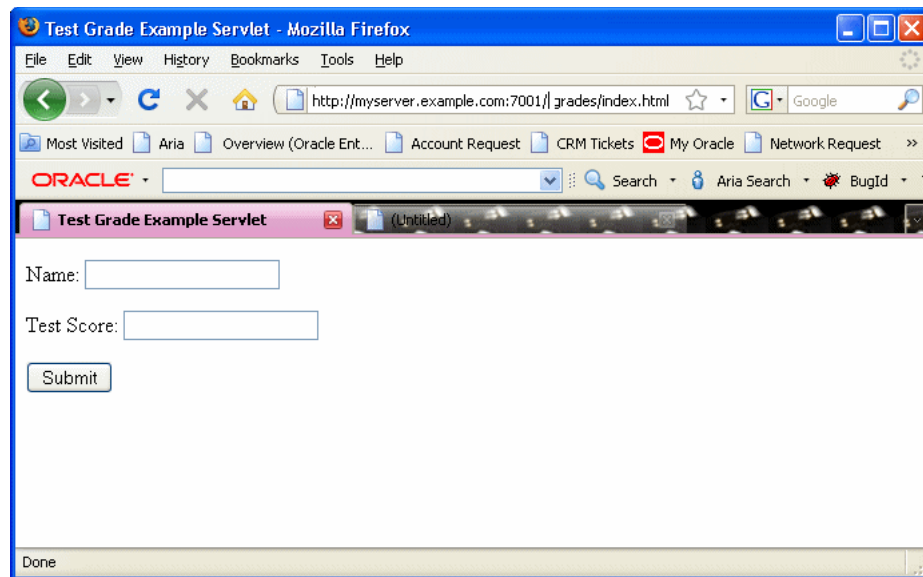 Test Grade Example Servlet - Mozilla Firefox
File Edit View History Bookmarks Tools Help
http://myserver.example.com:7001/ grades/index.html G Google
Most Visited Aria Overview (Oracle Ent... Account Request CRM Tickets My Oracle Network Request »
ORACLE Search Aria Search BugId
Test Grade Example Servlet (Untitled)
Name:
Test Score:
Submit
Done